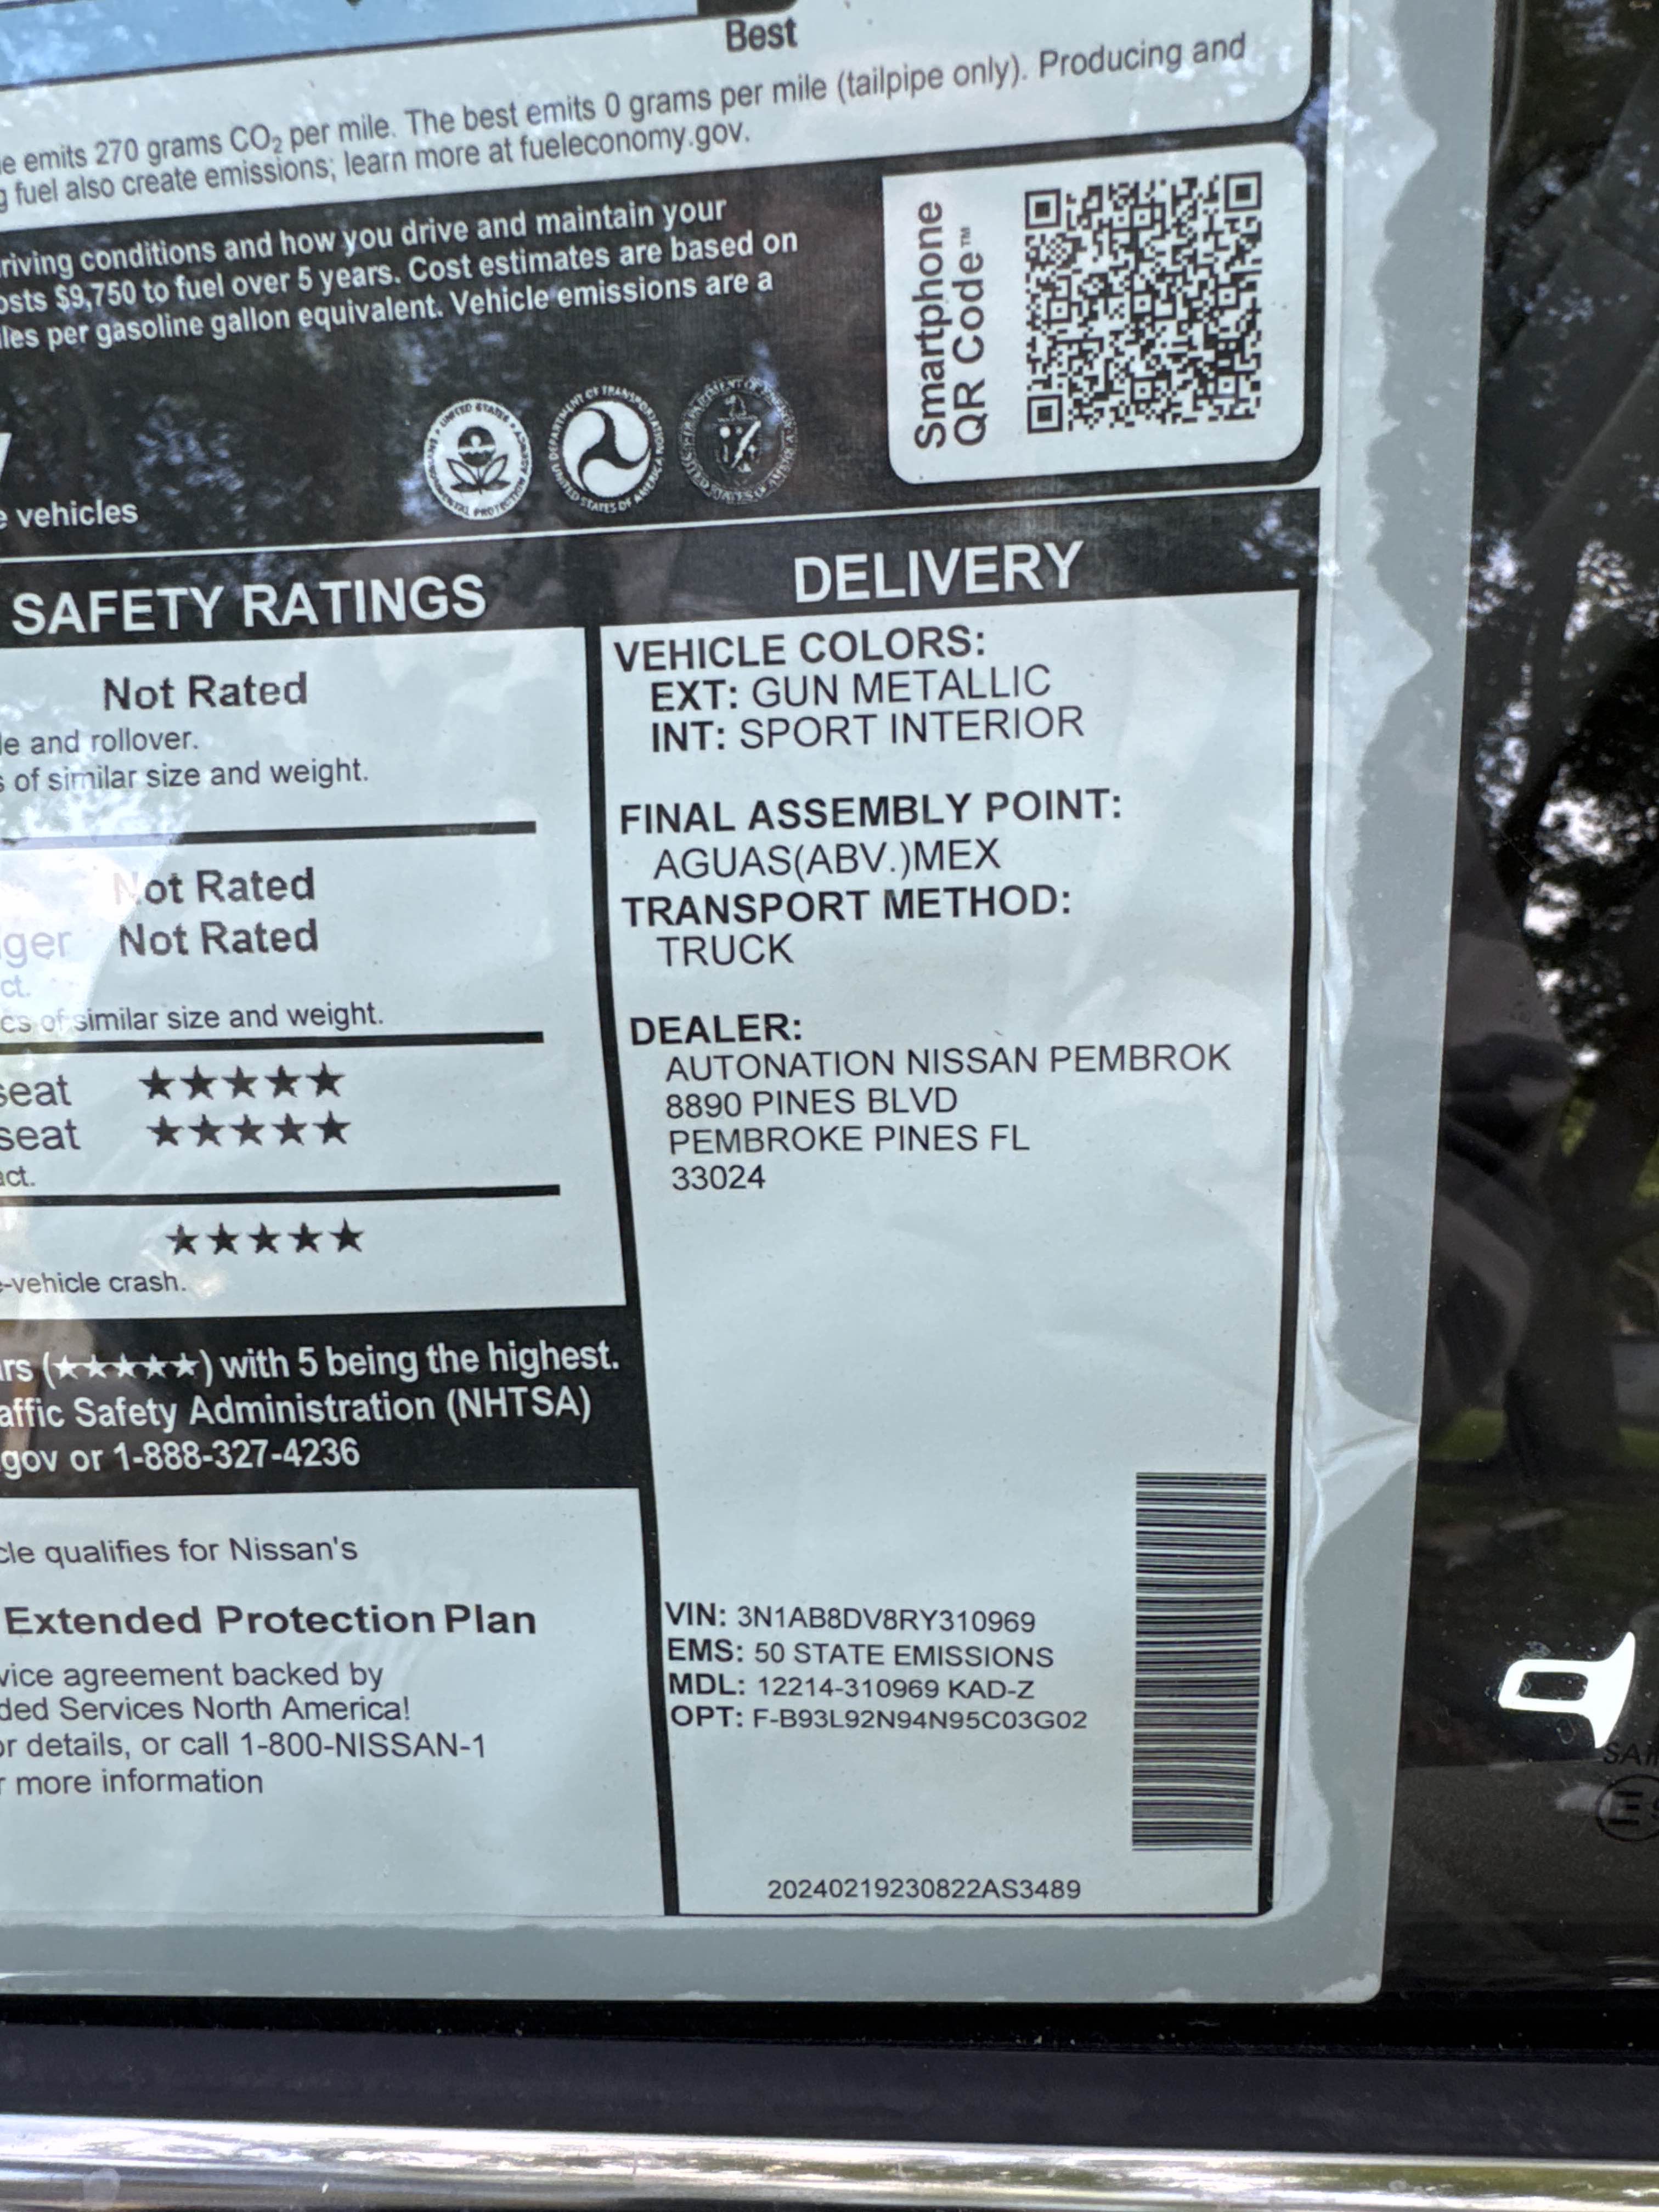 Best
e emits 270 grams CO₂ per mile. The best emits 0 grams per mile (tailpipe only). Producing and
g fuel also create emissions; learn more at fueleconomy.gov.
riving conditions and how you drive and maintain your
osts $9,750 to fuel over 5 years. Cost estimates are based on
les per gasoline gallon equivalent. Vehicle emissions are a
Smartphone
QR Code™
e vehicles
SAFETY RATINGS
Not Rated
le and rollover.
s of similar size and weight.
Not Rated
ger Not Rated
ct.
cs of similar size and weight.
seat ★★★★★
seat ★★★★★
act.
★★★★★
-vehicle crash.
rs (★★★★★) with 5 being the highest.
affic Safety Administration (NHTSA)
gov or 1-888-327-4236
cle qualifies for Nissan's
Extended Protection Plan
vice agreement backed by
ded Services North America!
or details, or call 1-800-NISSAN-1
r more information
DELIVERY
VEHICLE COLORS:
EXT: GUN METALLIC
INT: SPORT INTERIOR
FINAL ASSEMBLY POINT:
AGUAS(ABV.)MEX
TRANSPORT METHOD:
TRUCK
DEALER:
AUTONATION NISSAN PEMBROK
8890 PINES BLVD
PEMBROKE PINES FL
33024
VIN: 3N1AB8DV8RY310969
EMS: 50 STATE EMISSIONS
MDL: 12214-310969 KAD-Z
OPT: F-B93L92N94N95C03G02
20240219230822AS3489